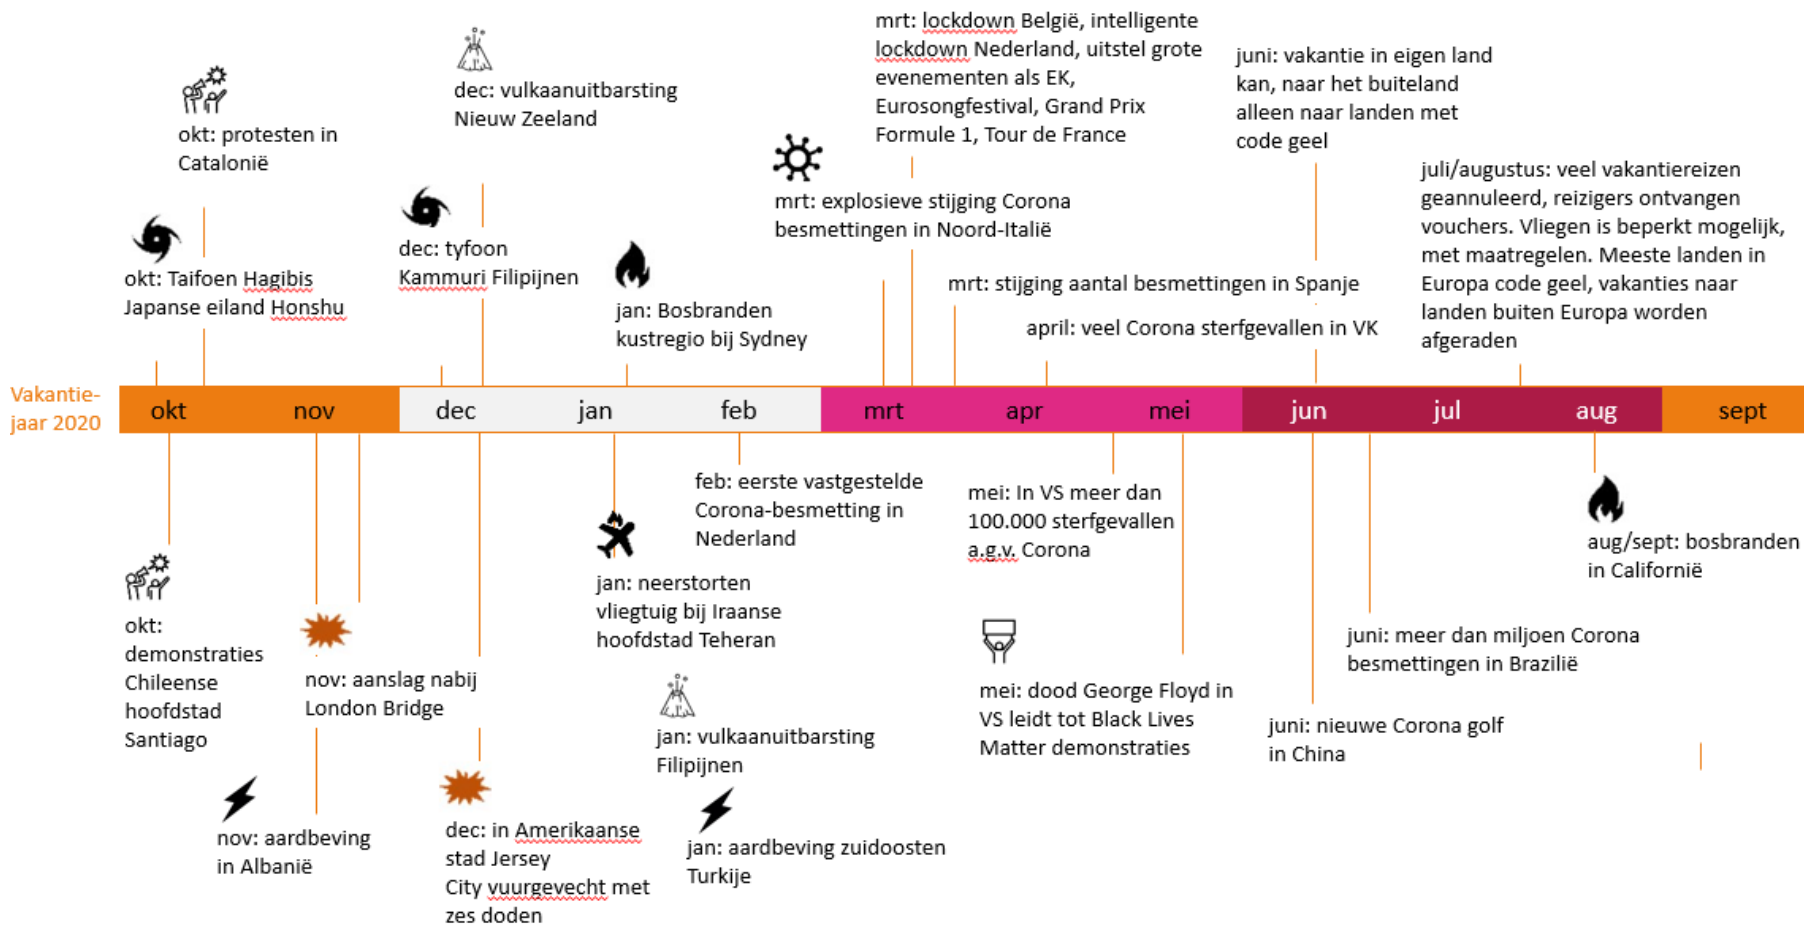 okt: protesten in
Catalonië
okt: Taifoen Hagibis
Japanse eiland Honshu
dec: vulkaanuitbarsting
Nieuw Zeeland
dec: tyfoon
Kammuri Filipijnen
jan: Bosbranden
kustregio bij Sydney
mrt: lockdown België, intelligente
lockdown Nederland, uitstel grote
evenementen als EK,
Eurosongfestival, Grand Prix
Formule 1, Tour de France
mrt: explosieve stijging Corona
besmettingen in Noord-Italië
mrt: stijging aantal besmettingen in Spanje
april: veel Corona sterfgevallen in VK
juni: vakantie in eigen land
kan, naar het buiteland
alleen naar landen met
code geel
juli/augustus: veel vakantiereizen
geannuleerd, reizigers ontvangen
vouchers. Vliegen is beperkt mogelijk,
met maatregelen. Meeste landen in
Europa code geel, vakanties naar
landen buiten Europa worden
afgeraden
Vakantie-
jaar 2020
okt nov dec jan feb mrt apr mei jun jul aug sept
okt:
demonstraties
Chileense
hoofdstad
Santiago
nov: aardbeving
in Albanië
nov: aanslag nabij
London Bridge
dec: in Amerikaanse
stad Jersey
City vuurgevecht met
zes doden
jan: neerstorten
vliegtuig bij Iraanse
hoofdstad Teheran
jan: vulkaanuitbarsting
Filipijnen
jan: aardbeving zuidoosten
Turkije
feb: eerste vastgestelde
Corona-besmetting in
Nederland
mei: In VS meer dan
100.000 sterfgevallen
a.g.v. Corona
mei: dood George Floyd in
VS leidt tot Black Lives
Matter demonstraties
juni: nieuwe Corona golf
in China
juni: meer dan miljoen Corona
besmettingen in Brazilië
aug/sept: bosbranden
in Californië